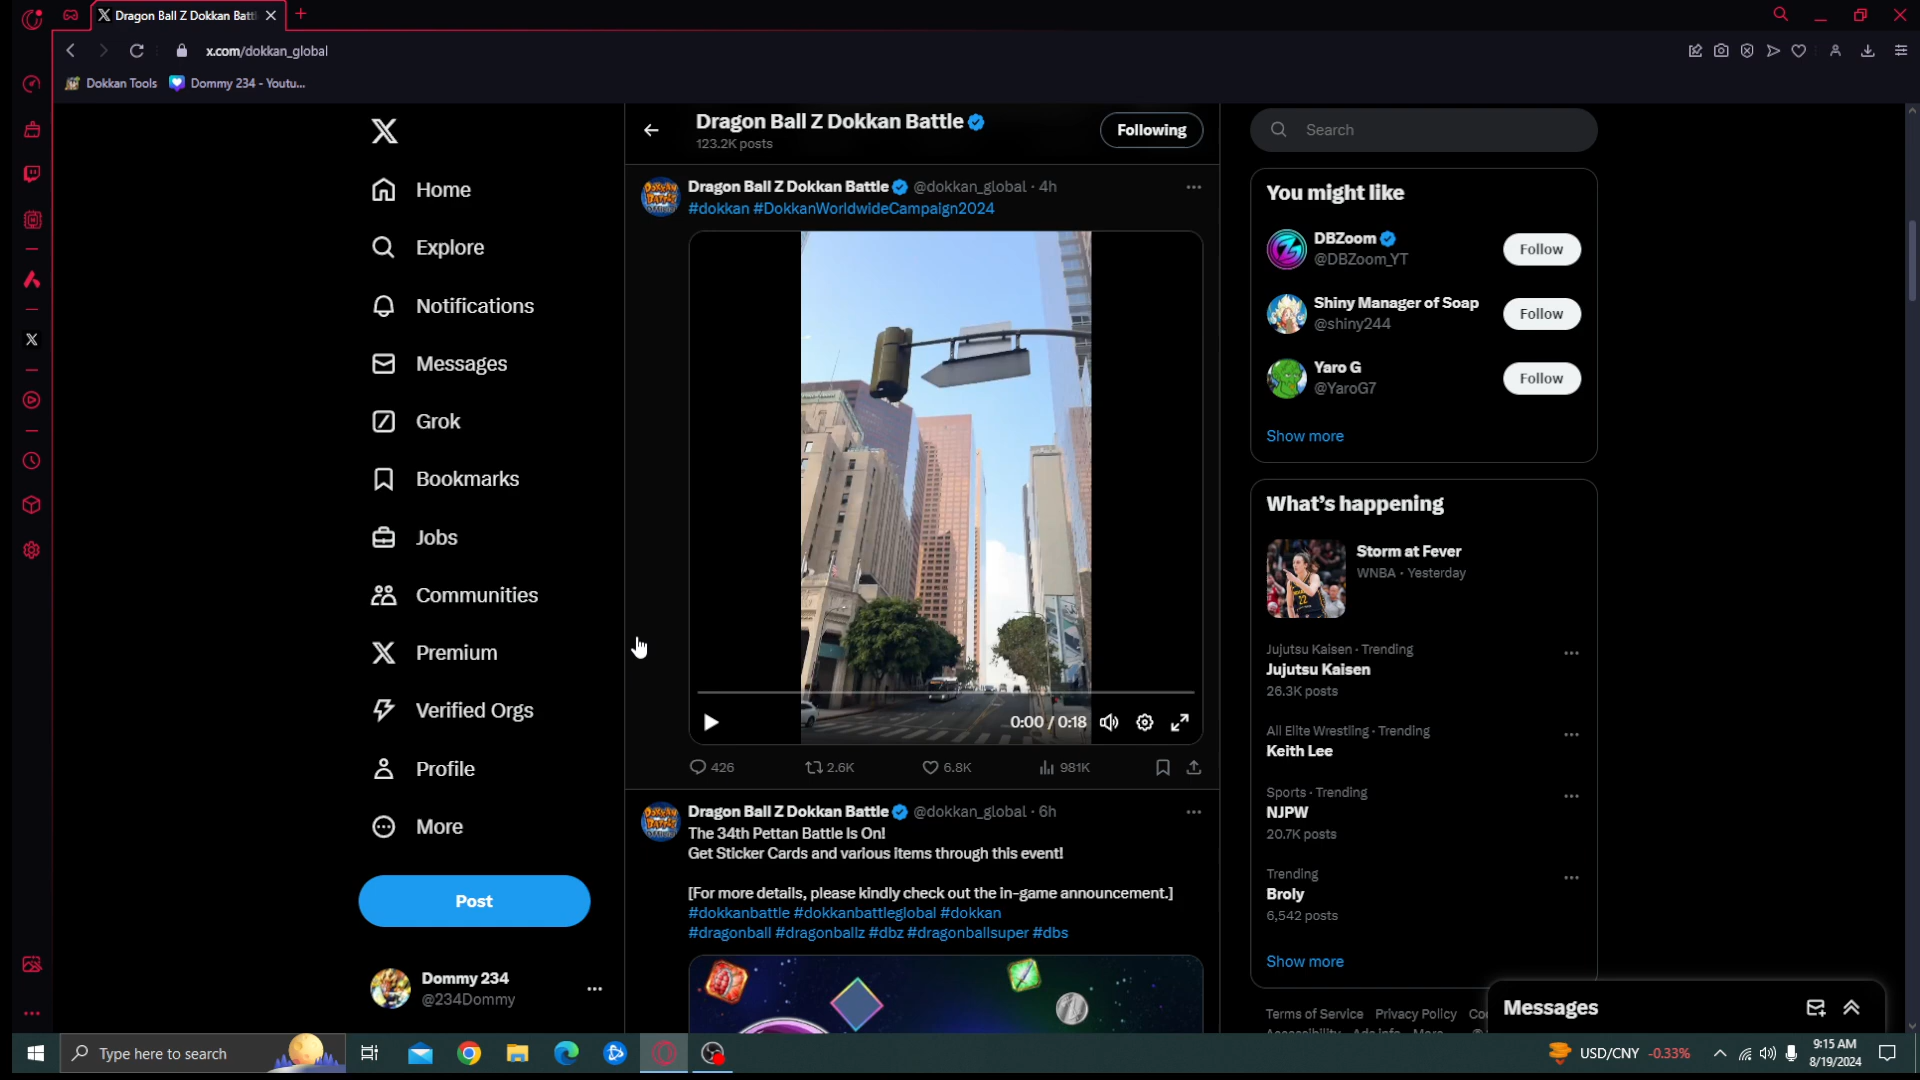 Dragon Ball Z Dokkan Battl
x.com/dokkan_global
Dokkan Tools
Dommy 234 - Youtu...
Home
Explore
Notifications
Messages
Grok
Bookmarks
Jobs
Communities
Premium
Verified Orgs
Profile
More
Post
Dommy 234
@234Dommy
Dragon Ball Z Dokkan Battle
123.2K posts
Following
Dragon Ball Z Dokkan Battle @dokkan_global · 4h
#dokkan #DokkanWorldwideCampaign2024
0:00 / 0:18
426 2.6K 6.8K 981K
Dragon Ball Z Dokkan Battle @dokkan_global · 6h
The 34th Pettan Battle Is On!
Get Sticker Cards and various items through this event!
[For more details, please kindly check out the in-game announcement.]
#dokkanbattle #dokkanbattleglobal #dokkan
#dragonball #dragonballz #dbz #dragonballsuper #dbs
Search
You might like
DBZoom
@DBZoom_YT
Follow
Shiny Manager of Soap
@shiny244
Follow
Yaro G
@YaroG7
Follow
Show more
What's happening
Storm at Fever
WNBA · Yesterday
Jujutsu Kaisen · Trending
Jujutsu Kaisen
26.3K posts
All Elite Wrestling · Trending
Keith Lee
Sports · Trending
NJPW
20.7K posts
Trending
Broly
6,542 posts
Show more
Terms of Service Privacy Policy
Messages
Type here to search
USD/CNY -0.33%
9:15 AM
8/19/2024